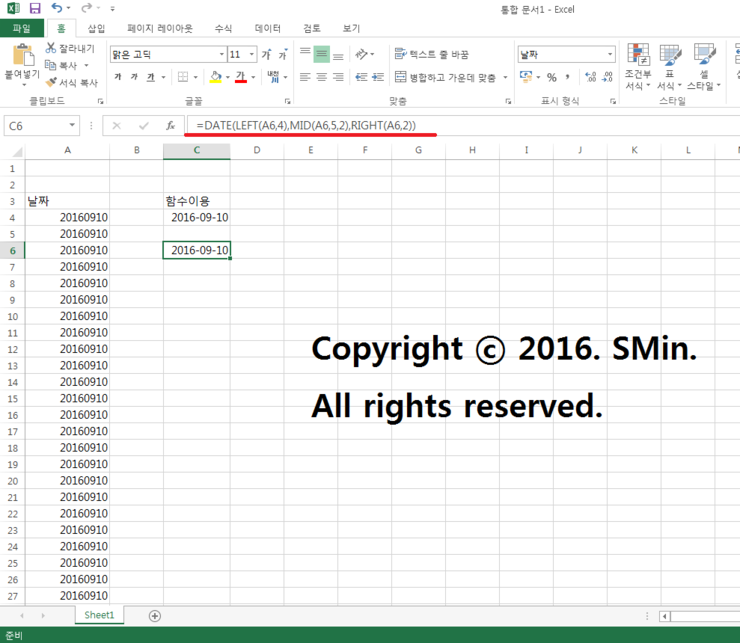 통합 문서1 - Excel
파일 홈 삽입 페이지 레이아웃 수식 데이터 검토 보기
붙여넣기
잘라내기
복사
서식 복사
클립보드
맑은 고딕 11 가 가
가 가 가 가 가 내천
글꼴
텍스트 줄 바꿈
병합하고 가운데 맞춤
맞춤
날짜
% ,
표시 형식
조건부 서식
표 서식
셀 스타일
스타일
C6 fx =DATE(LEFT(A6,4),MID(A6,5,2),RIGHT(A6,2))
A B C D E F G H I J K L
1
2
3 날짜 함수이용
4 20160910 2016-09-10
5 20160910
6 20160910 2016-09-10
7 20160910
8 20160910
9 20160910
10 20160910
11 20160910
12 20160910
13 20160910
14 20160910
15 20160910
16 20160910
17 20160910
18 20160910
19 20160910
20 20160910
21 20160910
22 20160910
23 20160910
24 20160910
25 20160910
26 20160910
27 20160910
Copyright ⓒ 2016. SMin.
All rights reserved.
Sheet1
준비